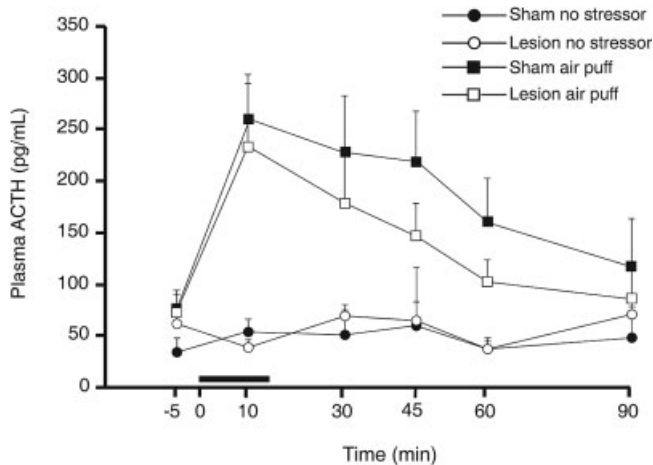 Sham no stressor
Lesion no stressor
Sham air puff
Lesion air puff
350
300
250
200
150
100
50
0
Plasma ACTH (pg/mL)
-5 0 10 30 45 60 90
Time (min)